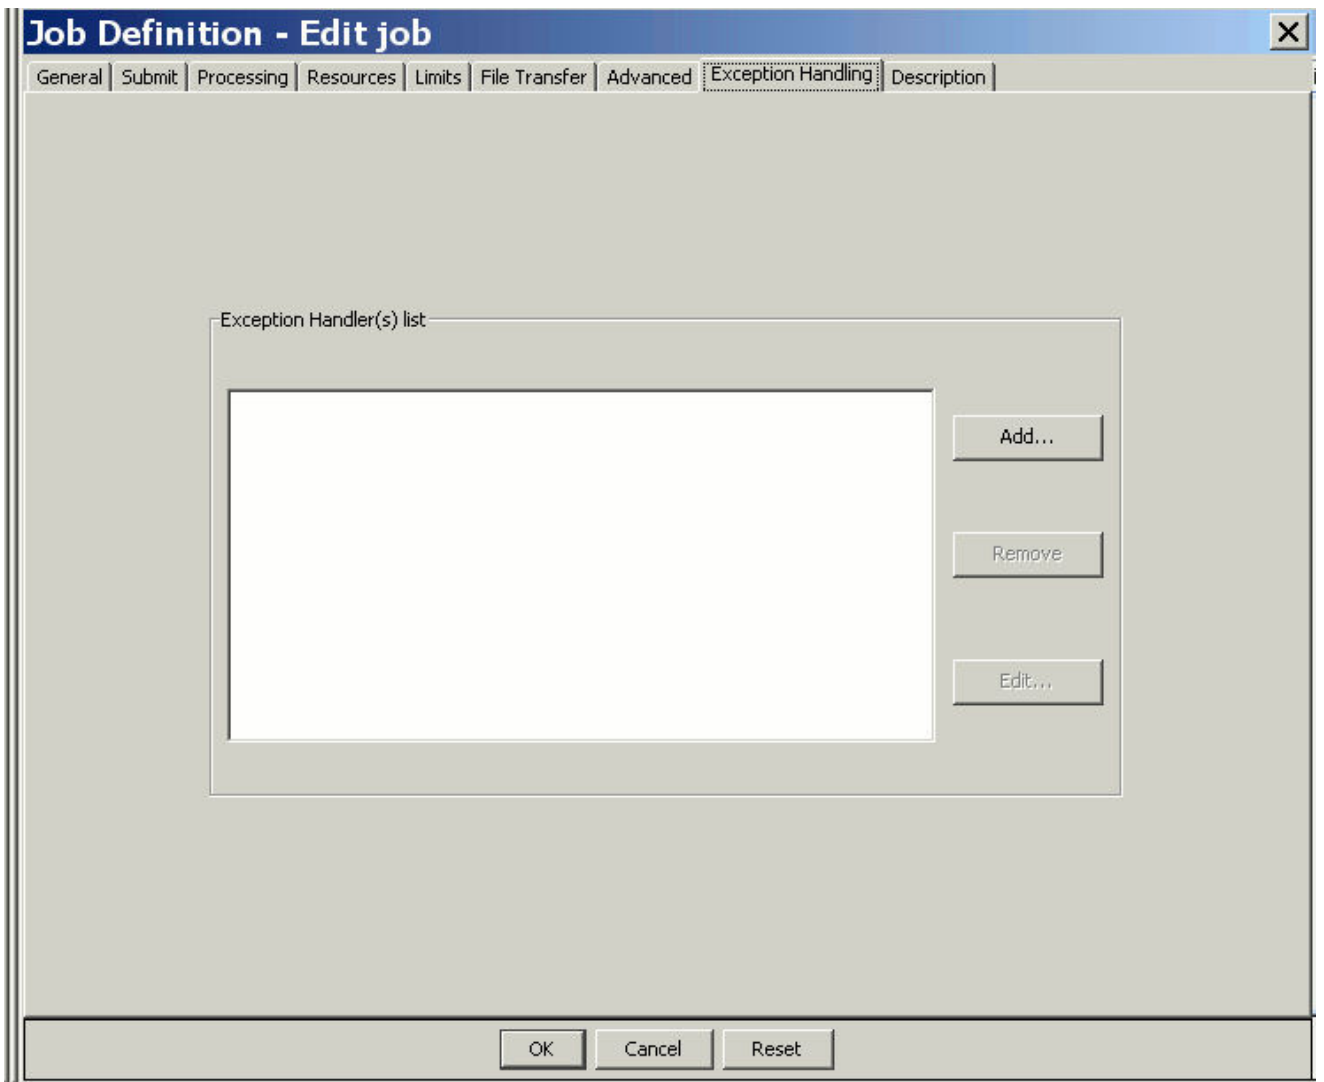 Job Definition - Edit job
General Submit Processing Resources Limits File Transfer Advanced Exception Handling Description
Exception Handler(s) list
Add...
Remove
Edit...
OK Cancel Reset